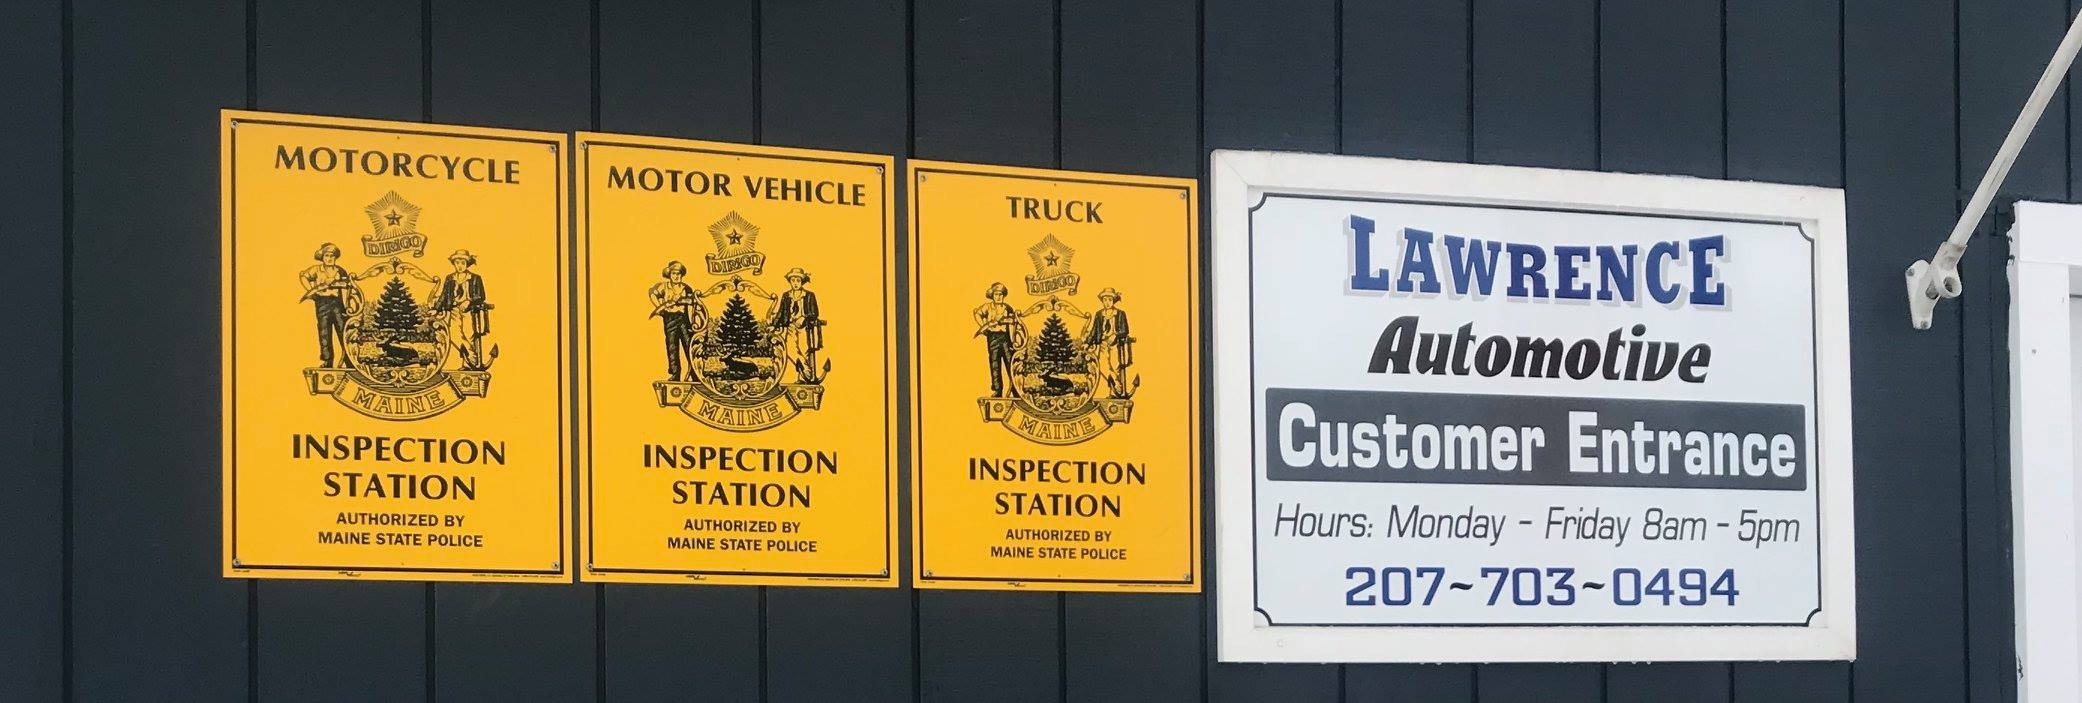 MOTORCYCLE
DIRIGO
MAINE
INSPECTION
STATION
AUTHORIZED BY
MAINE STATE POLICE
MOTOR VEHICLE
DIRIGO
MAINE
INSPECTION
STATION
AUTHORIZED BY
MAINE STATE POLICE
TRUCK
DIRIGO
MAINE
INSPECTION
STATION
AUTHORIZED BY
MAINE STATE POLICE
LAWRENCE
Automotive
Customer Entrance
Hours: Monday - Friday 8am - 5pm
207~703~0494